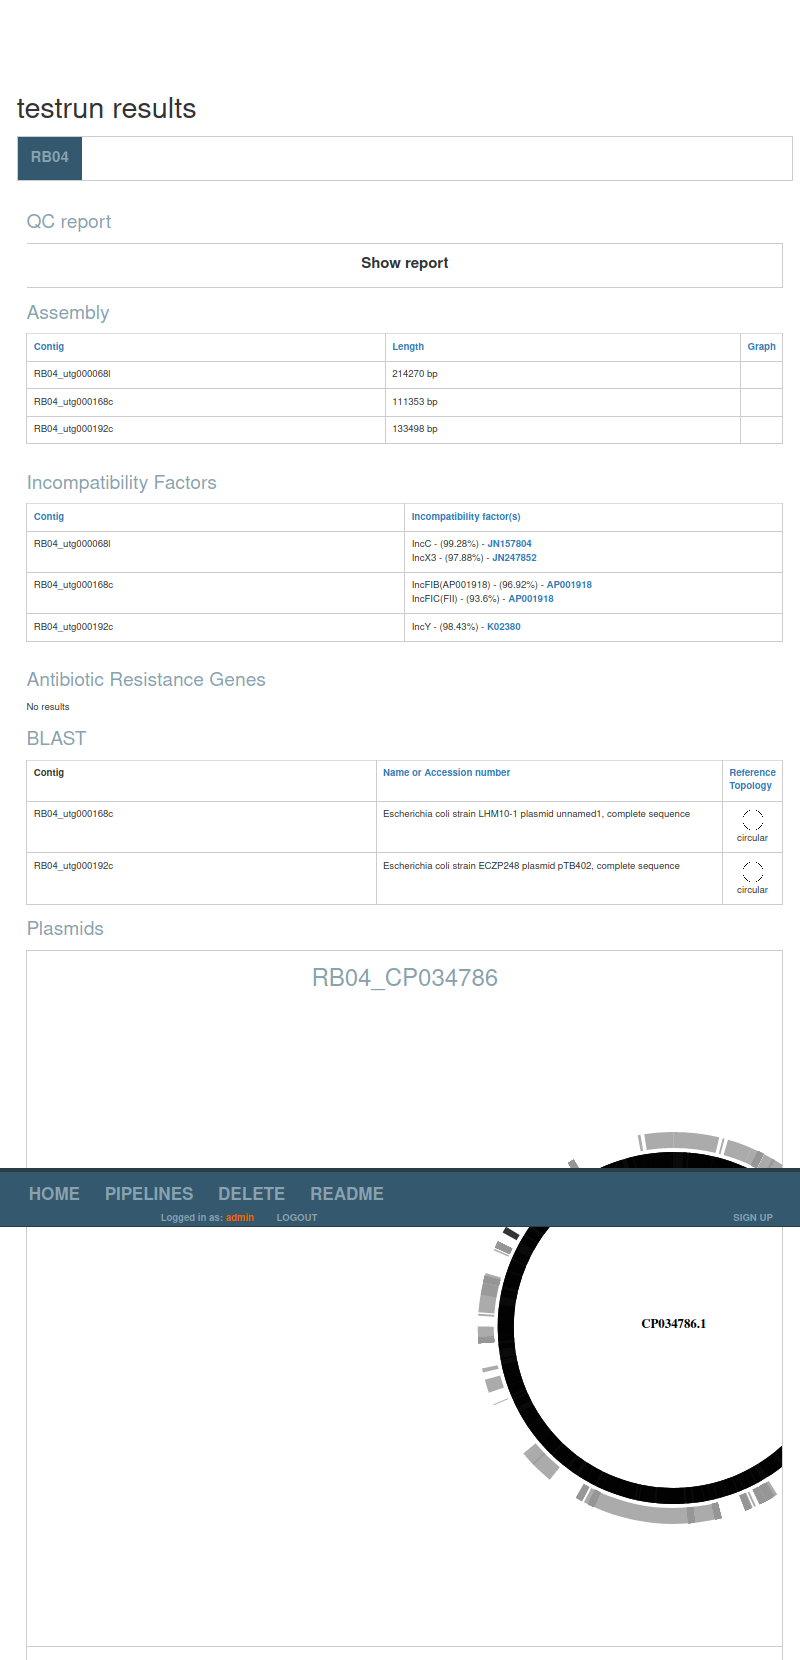 testrun results
RB04
QC report
Show report
Assembly
Contig Length Graph
RB04_utg000068l 214270 bp
RB04_utg000168c 111353 bp
RB04_utg000192c 133498 bp
Incompatibility Factors
Contig Incompatibility factor(s)
RB04_utg000068l IncC - (99.28%) - JN157804
IncX3 - (97.88%) - JN247852
RB04_utg000168c IncFIB(AP001918) - (96.92%) - AP001918
IncFIC(FII) - (93.6%) - AP001918
RB04_utg000192c IncY - (98.43%) - K02380
Antibiotic Resistance Genes
No results
BLAST
Contig Name or Accession number Reference
Topology
RB04_utg000168c Escherichia coli strain LHM10-1 plasmid unnamed1, complete sequence
circular
RB04_utg000192c Escherichia coli strain ECZP248 plasmid pTB402, complete sequence
circular
Plasmids
RB04_CP034786
HOME PIPELINES DELETE README
Logged in as: admin LOGOUT SIGN UP
CP034786.1